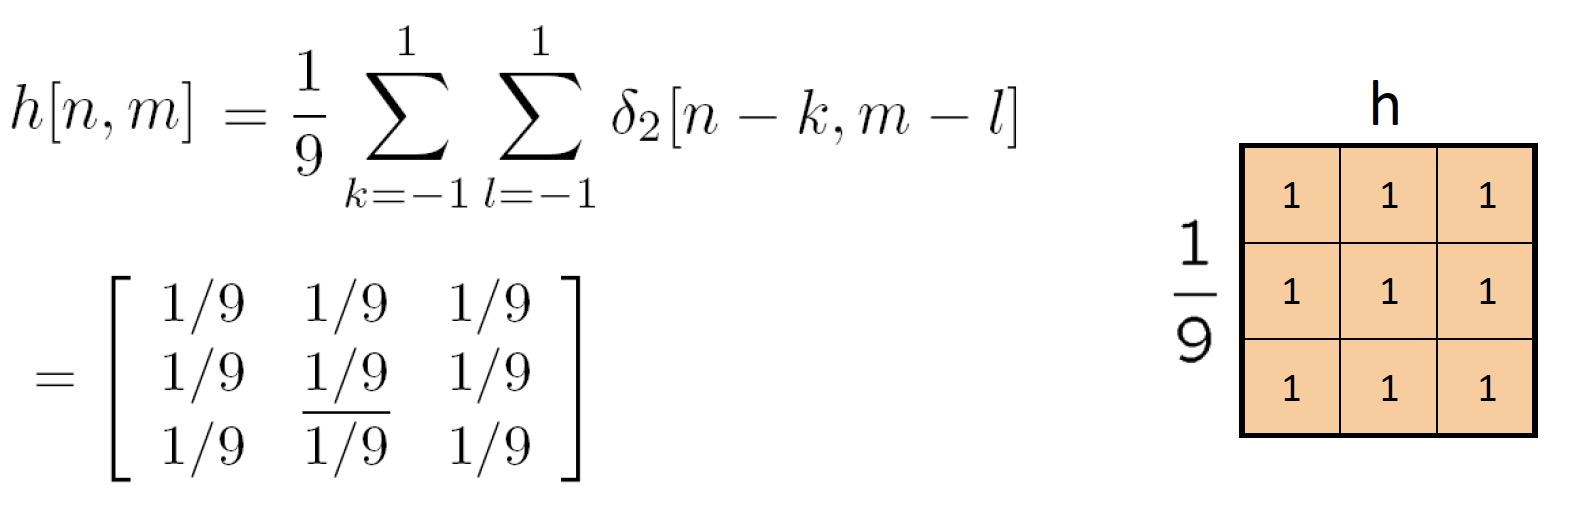 h[n, m] = 1/9 ∑_{k=−1}^{1} ∑_{l=−1}^{1} δ₂[n − k, m − l]
= [ 1/9 1/9 1/9
1/9 1/9 1/9
1/9 1/9 1/9 ]
h
1/9
1 1 1
1 1 1
1 1 1